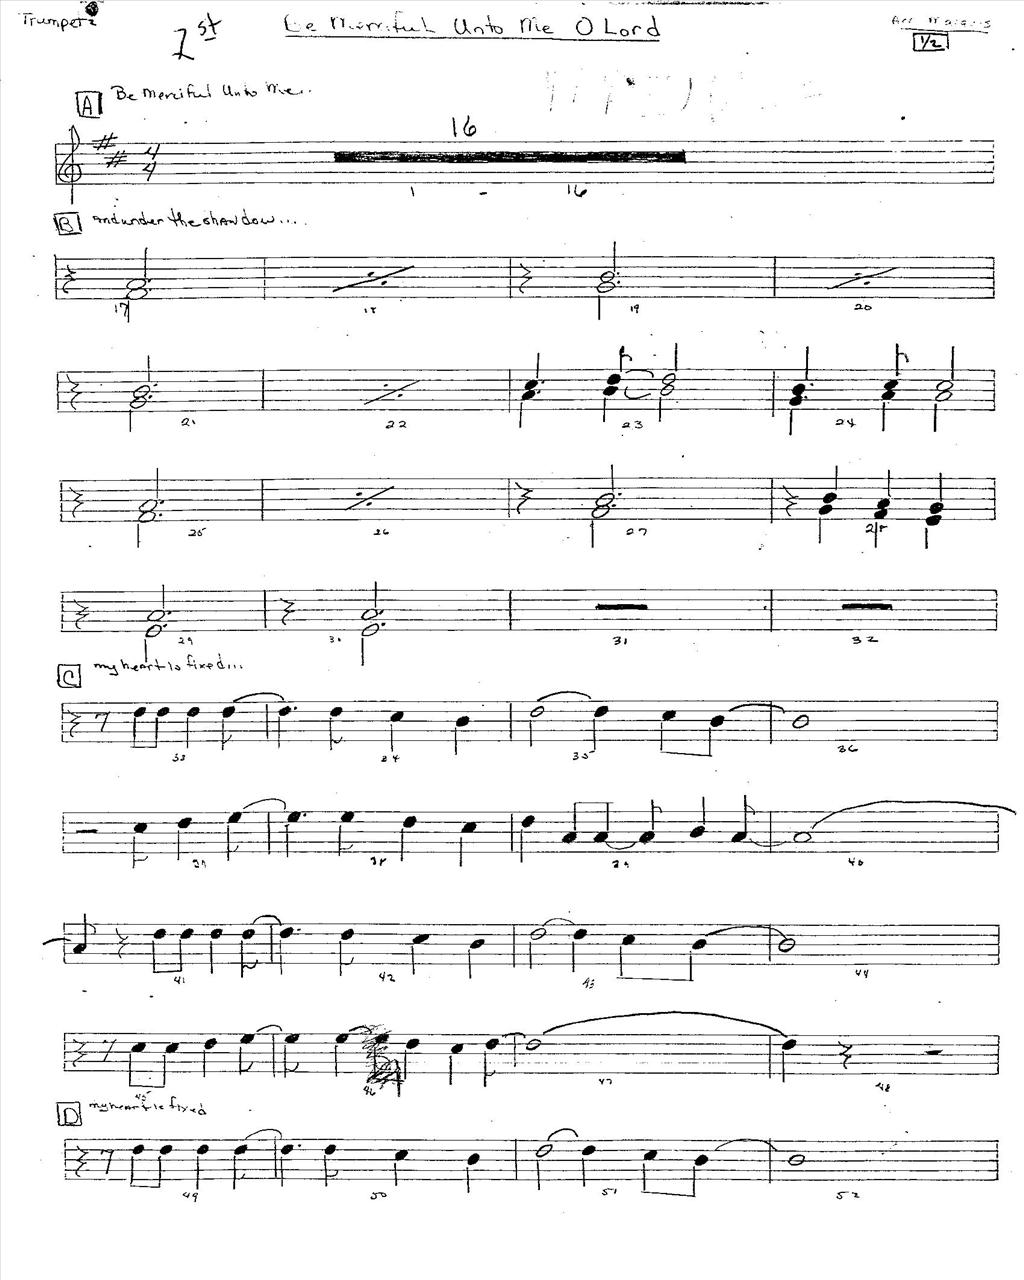 Trumpet 2
1st
Be Merciful Unto Me O Lord
Arr
1/2
A Be Merciful Unto Me...
4
4
16
1 - 16
B and under the shawdow....
17 18 19 20
21 22 23 24
25 26 27 28
29 30 31 32
C my heart is fixed...
33 34 35 36
37 38 39 40
41 42 43 44
45 46 47 48
D my heart is fixed
49 50 51 52